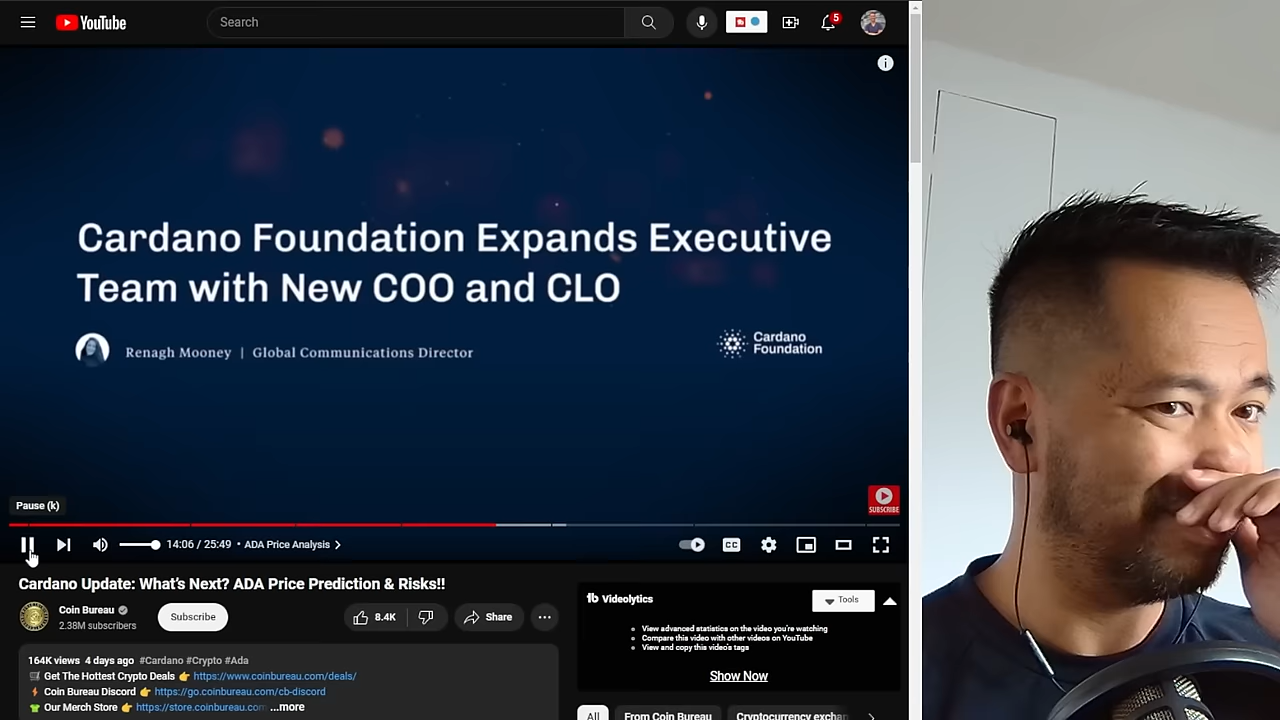 YouTube
Search
5
Cardano Foundation Expands Executive
Team with New COO and CLO
Renagh Mooney | Global Communications Director
Cardano
Foundation
Pause (k)
SUBSCRIBE
14:06 / 25:49 • ADA Price Analysis
CC
Cardano Update: What's Next? ADA Price Prediction & Risks!!
Coin Bureau
2.38M subscribers
Subscribe
8.4K
Share
164K views 4 days ago #Cardano #Crypto #Ada
Get The Hottest Crypto Deals 👉 https://www.coinbureau.com/deals/
Coin Bureau Discord 👉 https://go.coinbureau.com/cb-discord
Our Merch Store 👉 https://store.coinbureau.com ...more
Videolytics
Tools
View advanced statistics on the video you're watching
Compare this video with other videos on YouTube
View and copy this video's tags
Show Now
All
From Coin Bureau
Cryptocurrency exchan